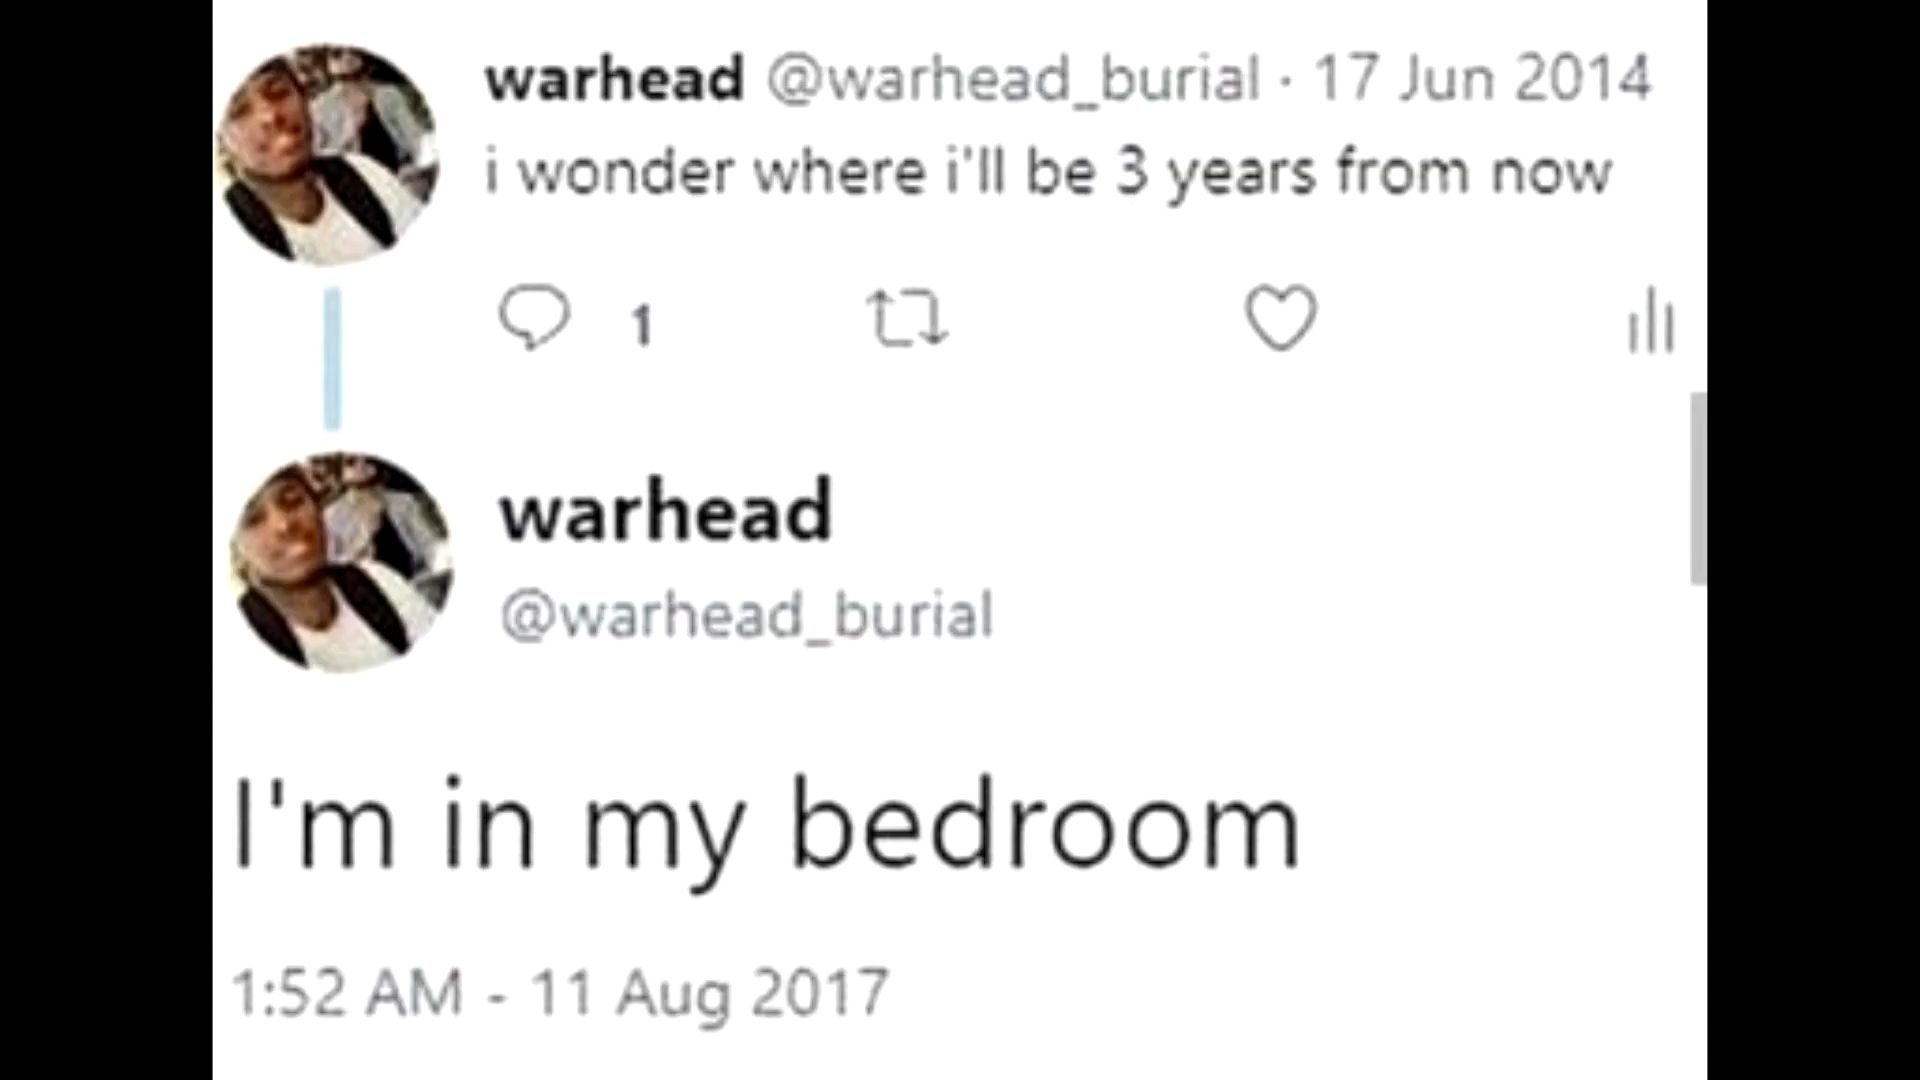 warhead @warhead_burial · 17 Jun 2014
i wonder where i'll be 3 years from now
1
warhead
@warhead_burial
I'm in my bedroom
1:52 AM - 11 Aug 2017